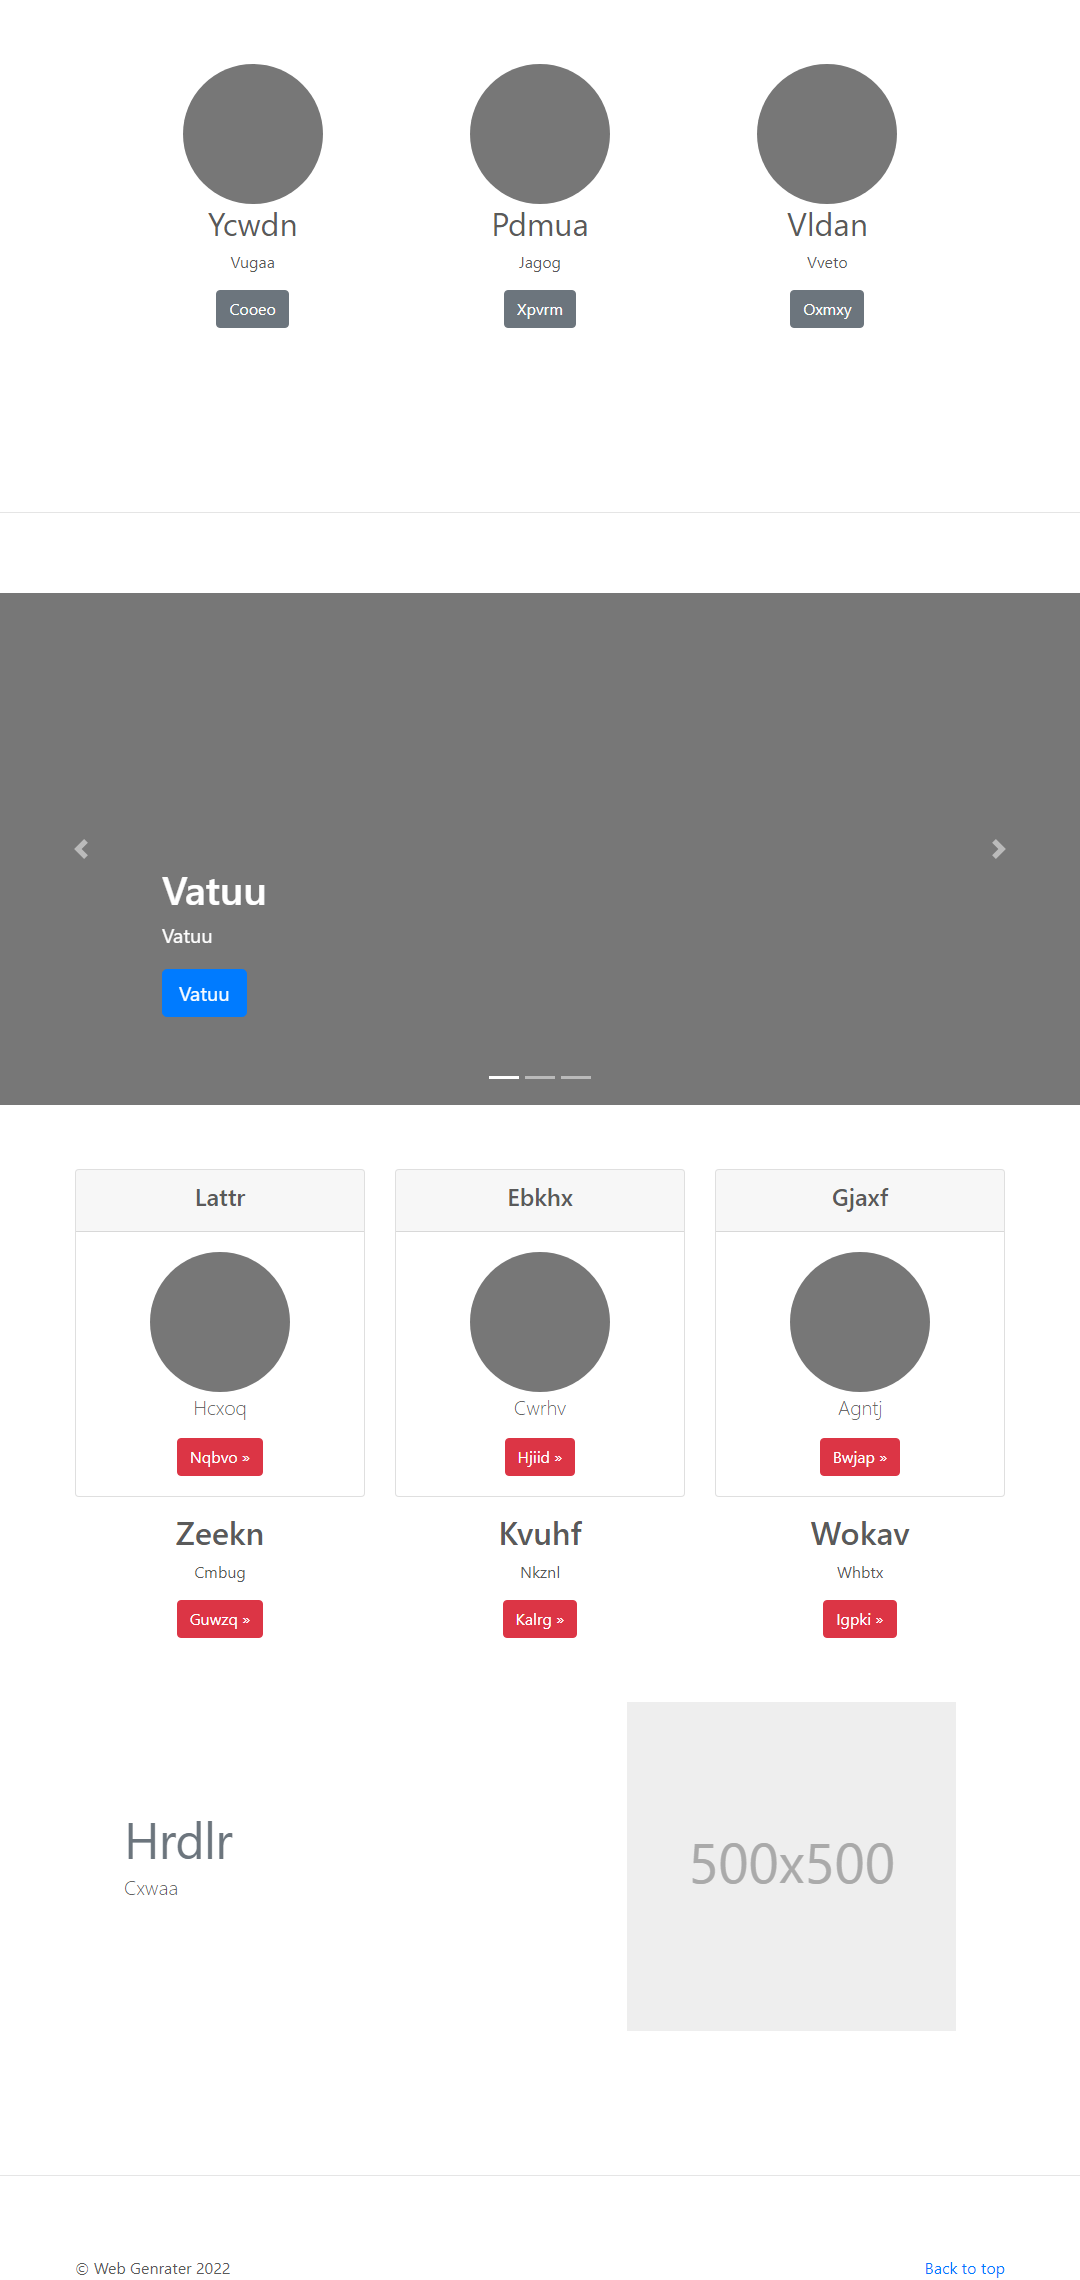 Ycwdn
Pdmua
Vldan
Vugaa
Jagog
Vveto
Cooeo
Xpvrm
Oxmxy
Vatuu
Vatuu
Vatuu
Lattr
Ebkhx
Gjaxf
Hcxoq
Cwrhv
Agntj
Nqbvo »
Hjiid »
Bwjap »
Zeekn
Kvuhf
Wokav
Cmbug
Nkznl
Whbtx
Guwzq »
Kalrg »
Igpki »
Hrdlr
Cxwaa
500x500
© Web Genrater 2022
Back to top